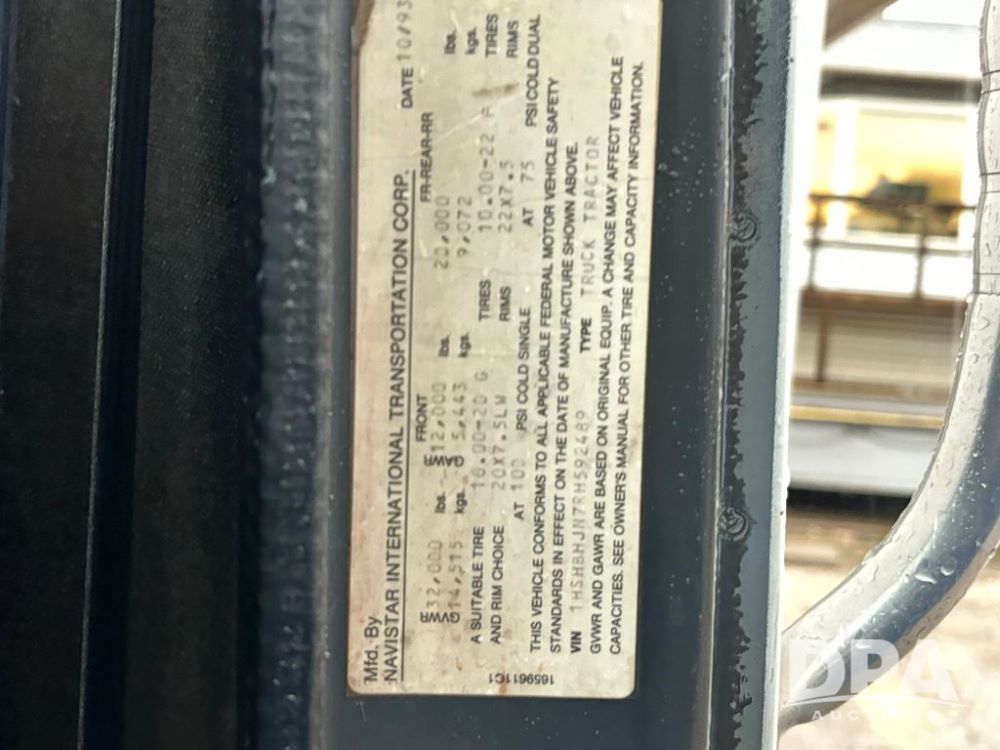 Mfd. By
NAVISTAR INTERNATIONAL TRANSPORTATION CORP. DATE 10/93
FRONT FR-REAR-RR
GVWR 32,000 lbs. GAWR 12,000 lbs. 20,000 lbs.
14,515 kgs. 5,443 kgs. 9,072 kgs.
A SUITABLE TIRE 10.00-20 G TIRES 10.00-22 TIRES
AND RIM CHOICE 20X7.5LW RIMS 22X7.5 RIMS
AT 100 PSI COLD SINGLE AT 75 PSI COLD DUAL
THIS VEHICLE CONFORMS TO ALL APPLICABLE FEDERAL MOTOR VEHICLE SAFETY
STANDARDS IN EFFECT ON THE DATE OF MANUFACTURE SHOWN ABOVE.
VIN 1HSHBHJN7RH592489 TYPE TRUCK TRACTOR
GVWR AND GAWR ARE BASED ON ORIGINAL EQUIP. A CHANGE MAY AFFECT VEHICLE
CAPACITIES. SEE OWNER'S MANUAL FOR OTHER TIRE AND CAPACITY INFORMATION.
1659611C1
DPA
AUCTIONS